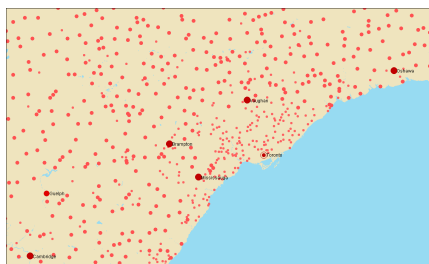 Oshawa
Vaughan
Brampton
Toronto
Mississauga
Guelph
Cambridge